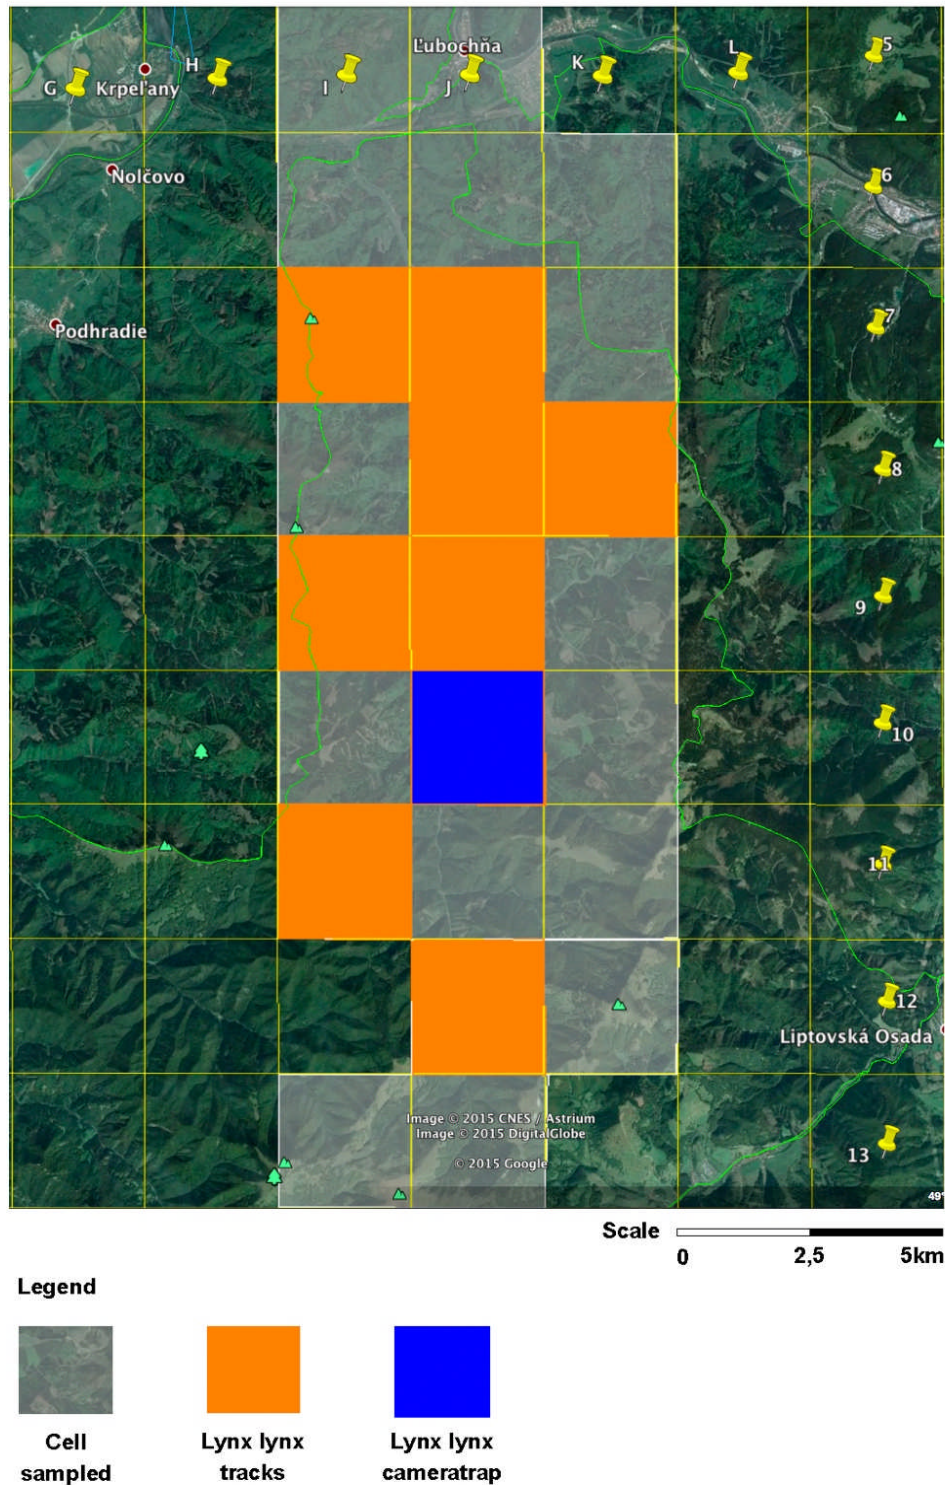 Ľubochňa
G
Krpeľany
H
I
J
K
L
5
Nolčovo
6
Podhradie
7
8
9
10
11
12
Liptovská Osada
Image © 2015 CNES / Astrium
Image © 2015 DigitalGlobe
13
© 2015 Google
49°
Scale
0 2,5 5km
Legend
Cell sampled
Lynx lynx tracks
Lynx lynx cameratrap